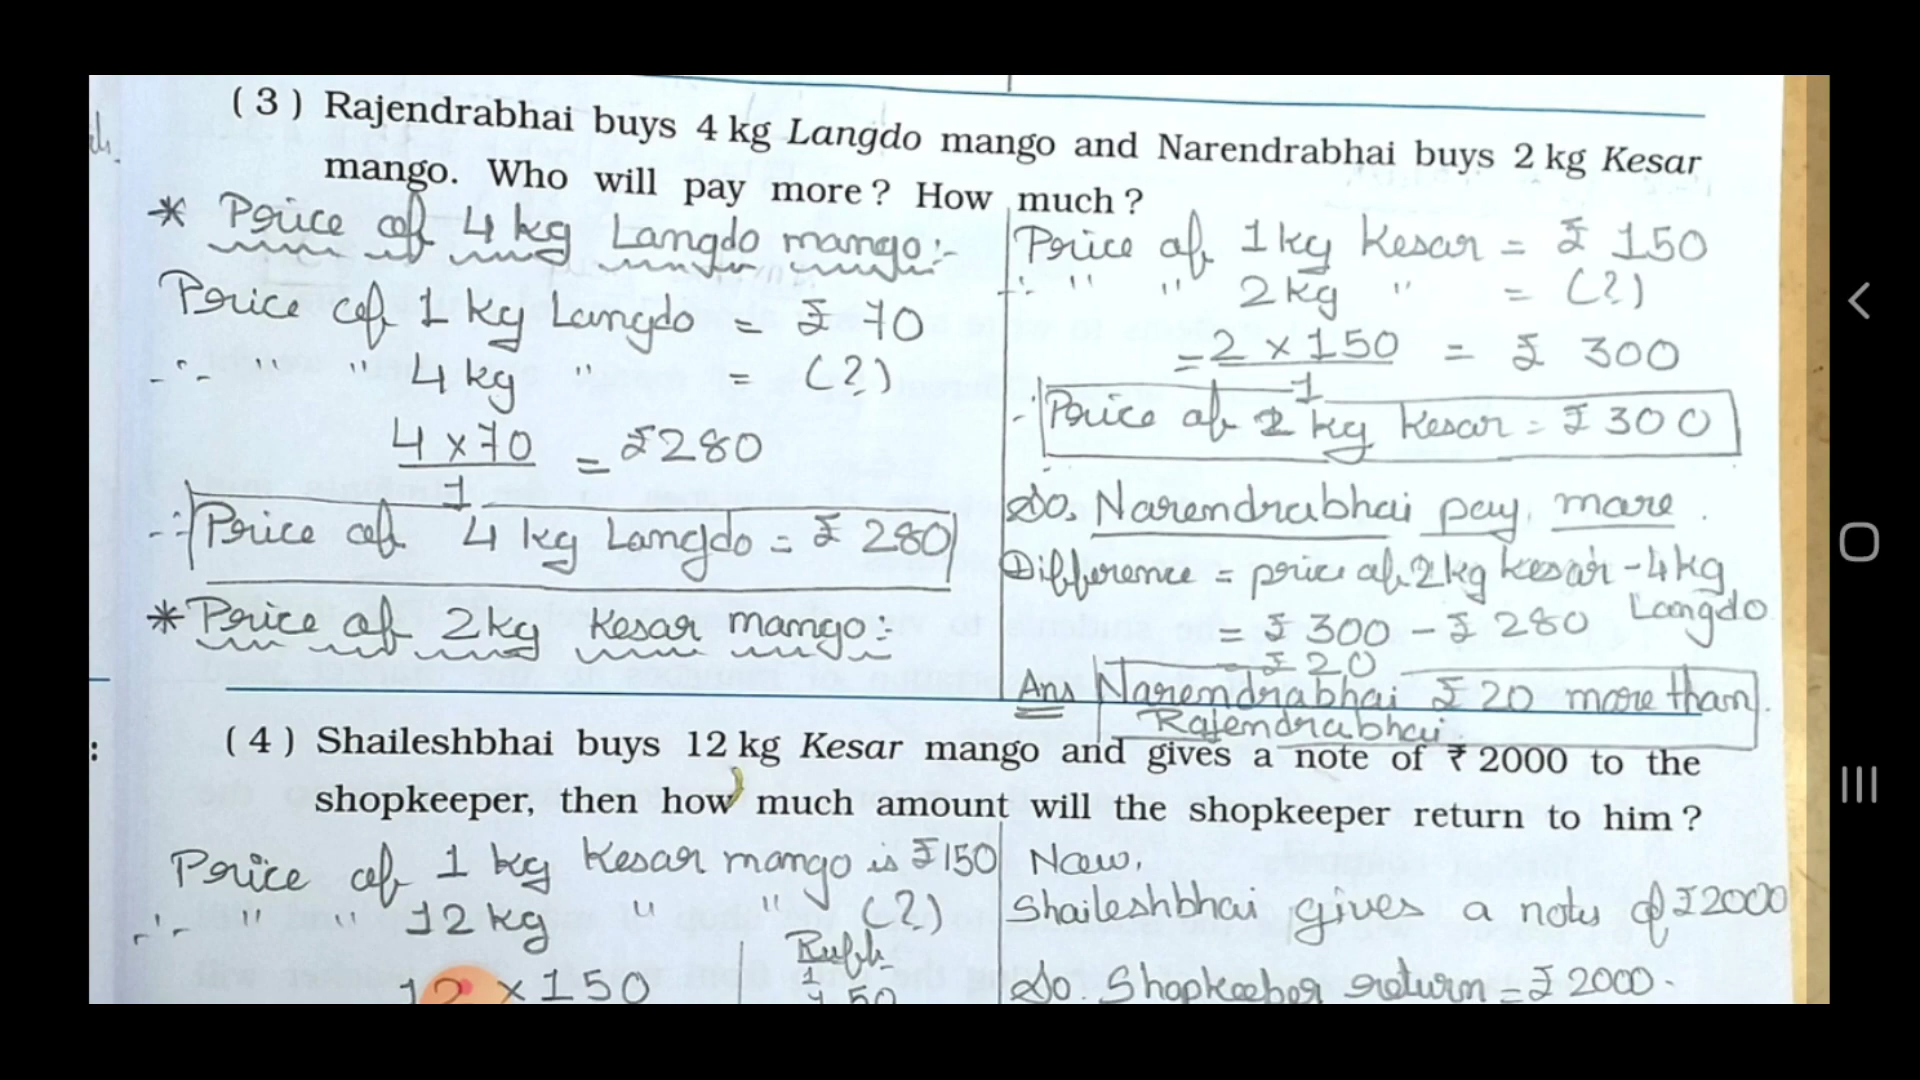 ( 3 ) Rajendrabhai buys 4 kg Langdo mango and Narendrabhai buys 2 kg Kesar
mango. Who will pay more ? How much ?
* Price of 4 kg Langdo mango:-
Price of 1 kg Langdo = ₹ 70
∴ " " 4 kg " = (?)
4 × 70 = ₹280
1
∴ Price of 4 kg Langdo = ₹ 280
* Price of 2 kg Kesar mango:-
Price of 1 kg Kesar = ₹ 150
∴ " " 2 kg " = (?)
= 2 × 150 = ₹ 300
1
∴ Price of 2 kg Kesar = ₹ 300
So, Narendrabhai pay, more.
Difference = price of 2 kg Kesar - 4 kg
Langdo
= ₹ 300 - ₹ 280
= ₹ 20
Ans Narendrabhai ₹ 20 more than
Rajendrabhai
( 4 ) Shaileshbhai buys 12 kg Kesar mango and gives a note of ₹ 2000 to the
shopkeeper, then how much amount will the shopkeeper return to him ?
Price of 1 kg Kesar mango is ₹150
∴ " " 12 kg " " (?)
12 × 150
1
Now,
Shaileshbhai gives a note of ₹2000
So. Shopkeeper return = ₹ 2000 -